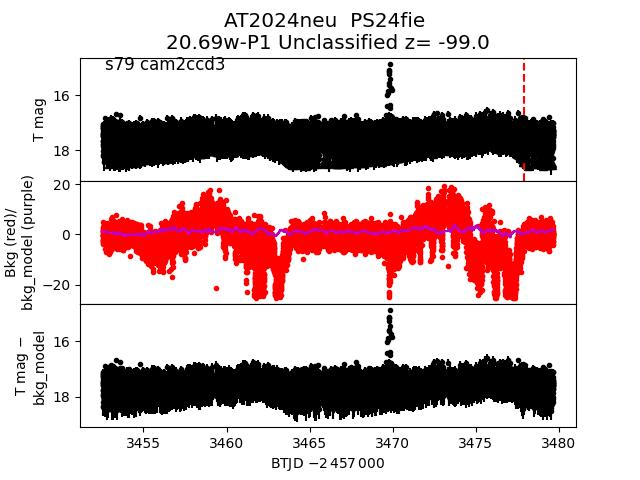 AT2024neu  PS24fie
20.69w-P1 Unclassified z= -99.0
s79 cam2ccd3
T mag
16
18
Bkg (red)/
bkg_model (purple)
20
0
−20
T mag −
bkg_model
16
18
3455
3460
3465
3470
3475
3480
BTJD −2 457 000